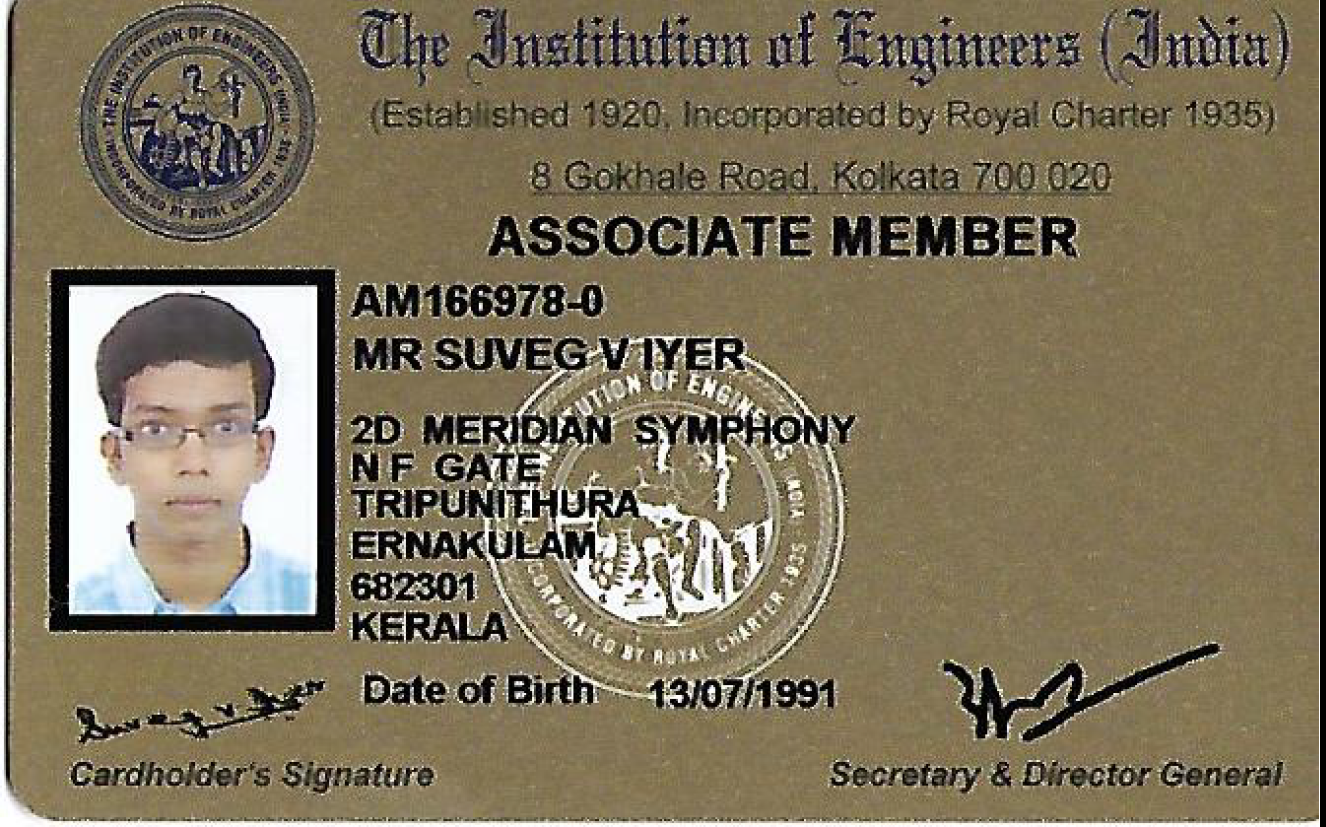 The Institution of Engineers (India)
(Established 1920, Incorporated by Royal Charter 1935)
8 Gokhale Road, Kolkata 700 020
ASSOCIATE MEMBER
THE INSTITUTION OF ENGINEERS INDIA
INCORPORATED BY ROYAL CHARTER 1935
AM166978-0
MR SUVEG V IYER
2D MERIDIAN SYMPHONY
N F GATE
TRIPUNITHURA
ERNAKULAM
682301
KERALA
INSTITUTION OF ENGINEERS INDIA
INCORPORATED BY ROYAL CHARTER 1935
Date of Birth 13/07/1991
Suveg V Iyer
Cardholder's Signature
Secretary & Director General